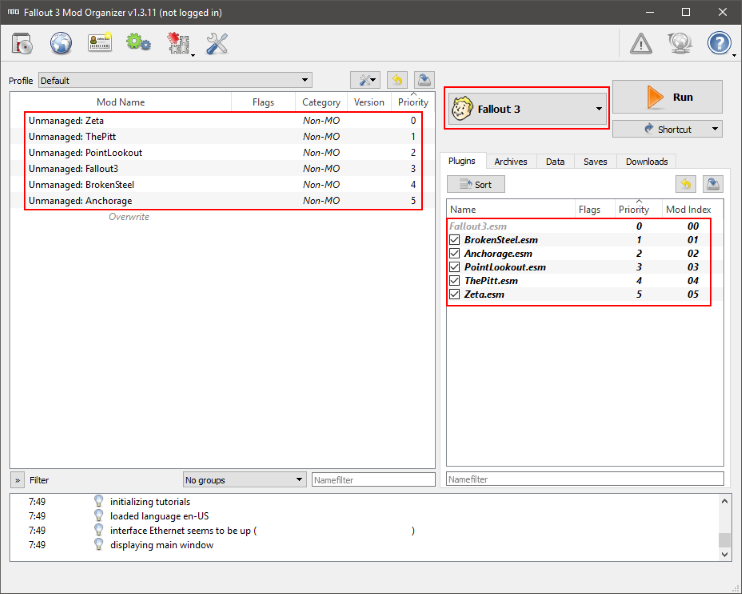 Fallout 3 Mod Organizer v1.3.11 (not logged in)
Profile Default
Mod Name Flags Category Version Priority
Unmanaged: Zeta Non-MO 0
Unmanaged: ThePitt Non-MO 1
Unmanaged: PointLookout Non-MO 2
Unmanaged: Fallout3 Non-MO 3
Unmanaged: BrokenSteel Non-MO 4
Unmanaged: Anchorage Non-MO 5
Overwrite
» Filter No groups Namefilter
Fallout 3
Run
Shortcut
Plugins Archives Data Saves Downloads
Sort
Name Flags Priority Mod Index
Fallout3.esm 0 00
BrokenSteel.esm 1 01
Anchorage.esm 2 02
PointLookout.esm 3 03
ThePitt.esm 4 04
Zeta.esm 5 05
Namefilter
7:49 initializing tutorials
7:49 loaded language en-US
7:49 interface Ethernet seems to be up ( )
7:49 displaying main window